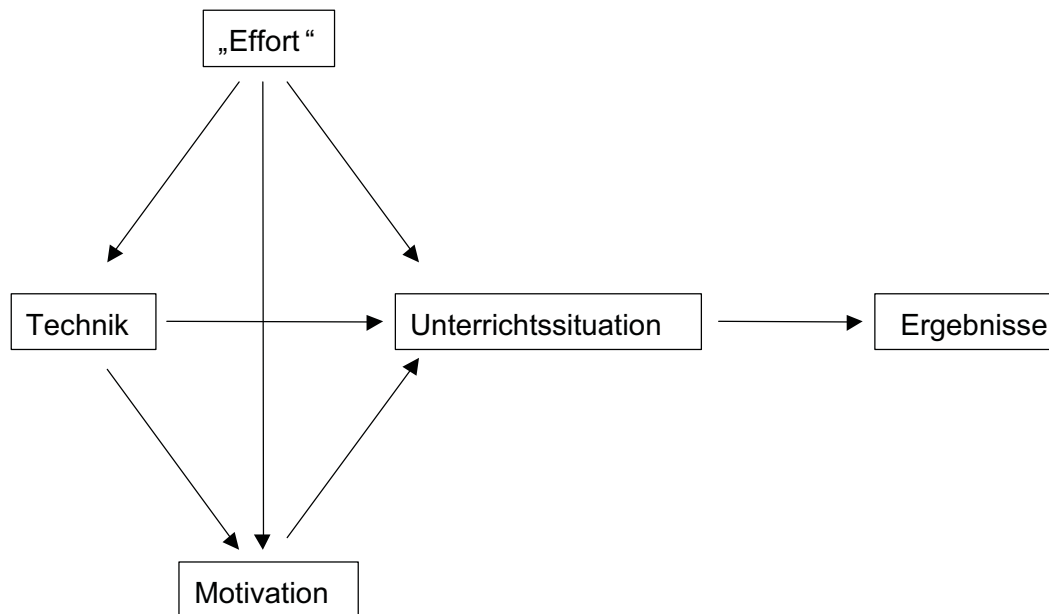 „Effort“
Technik
Unterrichtssituation
Ergebnisse
Motivation